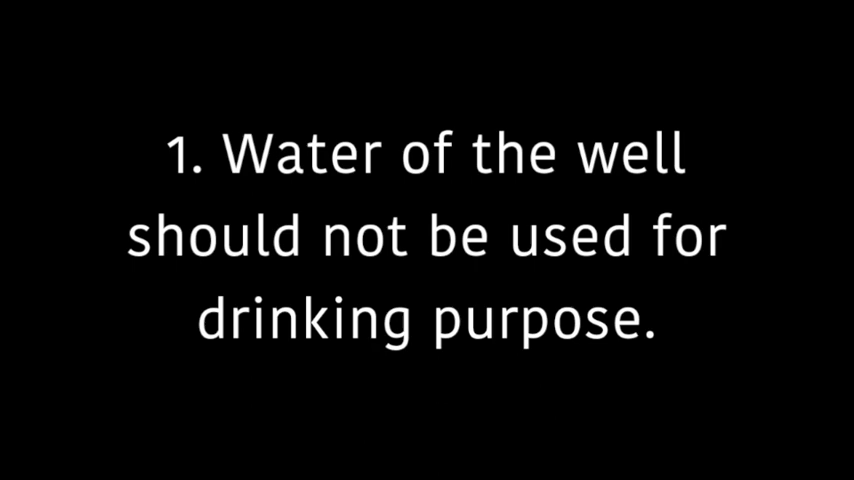 1. Water of the well
should not be used for
drinking purpose.